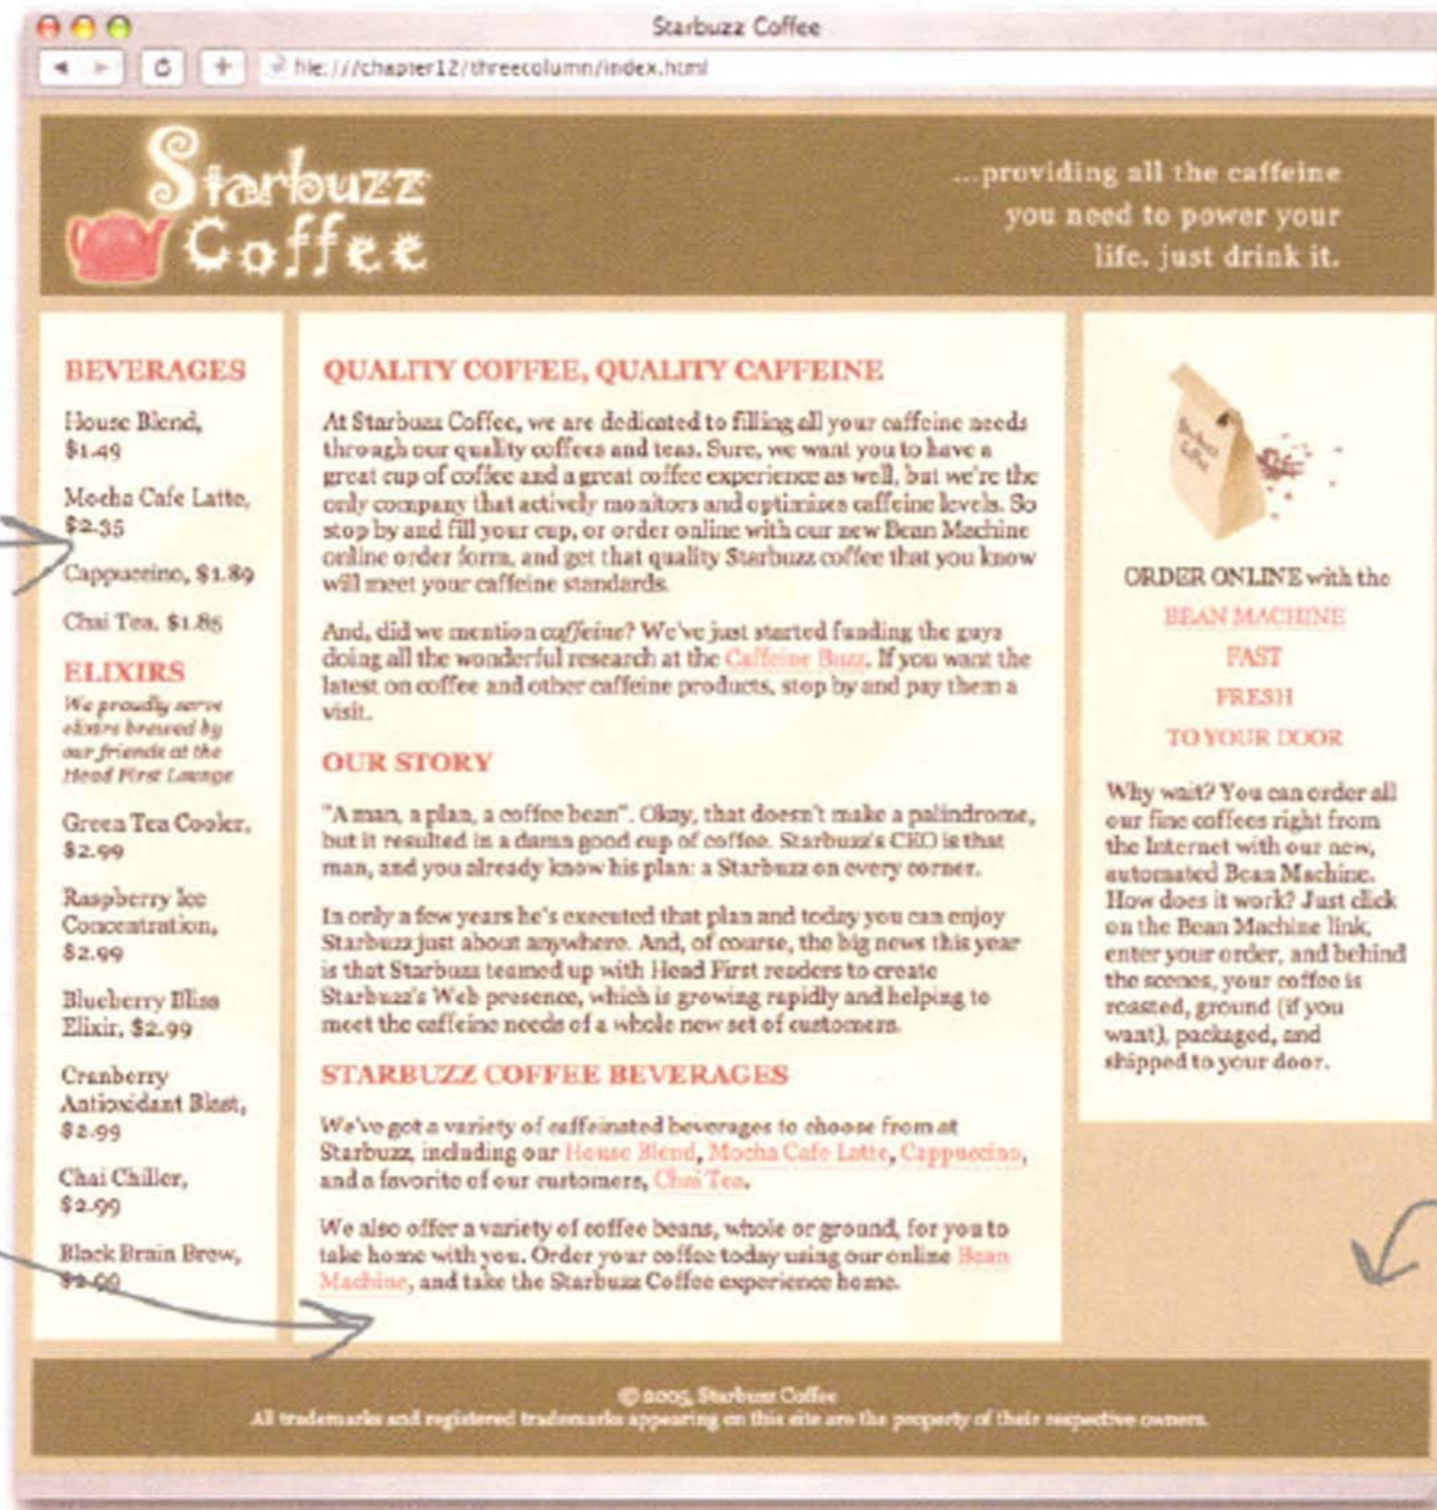 Starbuzz Coffee
file:///chapter12/threecolumn/index.html
Starbuzz
Coffee
...providing all the caffeine
you need to power your
life. just drink it.
BEVERAGES
House Blend,
$1.49
Mocha Cafe Latte,
$2.35
Cappuccino, $1.89
Chai Tea, $1.85
ELIXIRS
We proudly serve
elixirs brewed by
our friends at the
Head First Lounge
Green Tea Cooler,
$2.99
Raspberry Ice
Concentration,
$2.99
Blueberry Bliss
Elixir, $2.99
Cranberry
Antioxidant Blast,
$2.99
Chai Chiller,
$2.99
Black Brain Brew,
$2.99
QUALITY COFFEE, QUALITY CAFFEINE
At Starbuzz Coffee, we are dedicated to filling all your caffeine needs
through our quality coffees and teas. Sure, we want you to have a
great cup of coffee and a great coffee experience as well, but we're the
only company that actively monitors and optimizes caffeine levels. So
stop by and fill your cup, or order online with our new Bean Machine
online order form, and get that quality Starbuzz coffee that you know
will meet your caffeine standards.
And, did we mention caffeine? We've just started funding the guys
doing all the wonderful research at the Caffeine Buzz. If you want the
latest on coffee and other caffeine products, stop by and pay them a
visit.
OUR STORY
"A man, a plan, a coffee bean". Okay, that doesn't make a palindrome,
but it resulted in a damn good cup of coffee. Starbuzz's CEO is that
man, and you already know his plan: a Starbuzz on every corner.
In only a few years he's executed that plan and today you can enjoy
Starbuzz just about anywhere. And, of course, the big news this year
is that Starbuzz teamed up with Head First readers to create
Starbuzz's Web presence, which is growing rapidly and helping to
meet the caffeine needs of a whole new set of customers.
STARBUZZ COFFEE BEVERAGES
We've got a variety of caffeinated beverages to choose from at
Starbuzz, including our House Blend, Mocha Cafe Latte, Cappuccino,
and a favorite of our customers, Chai Tea.
We also offer a variety of coffee beans, whole or ground, for you to
take home with you. Order your coffee today using our online Bean
Machine, and take the Starbuzz Coffee experience home.
Starbuzz
Coffee
ORDER ONLINE with the
BEAN MACHINE
FAST
FRESH
TO YOUR DOOR
Why wait? You can order all
our fine coffees right from
the Internet with our new,
automated Bean Machine.
How does it work? Just click
on the Bean Machine link,
enter your order, and behind
the scenes, your coffee is
roasted, ground (if you
want), packaged, and
shipped to your door.
© 2005, Starbuzz Coffee
All trademarks and registered trademarks appearing on this site are the property of their respective owners.